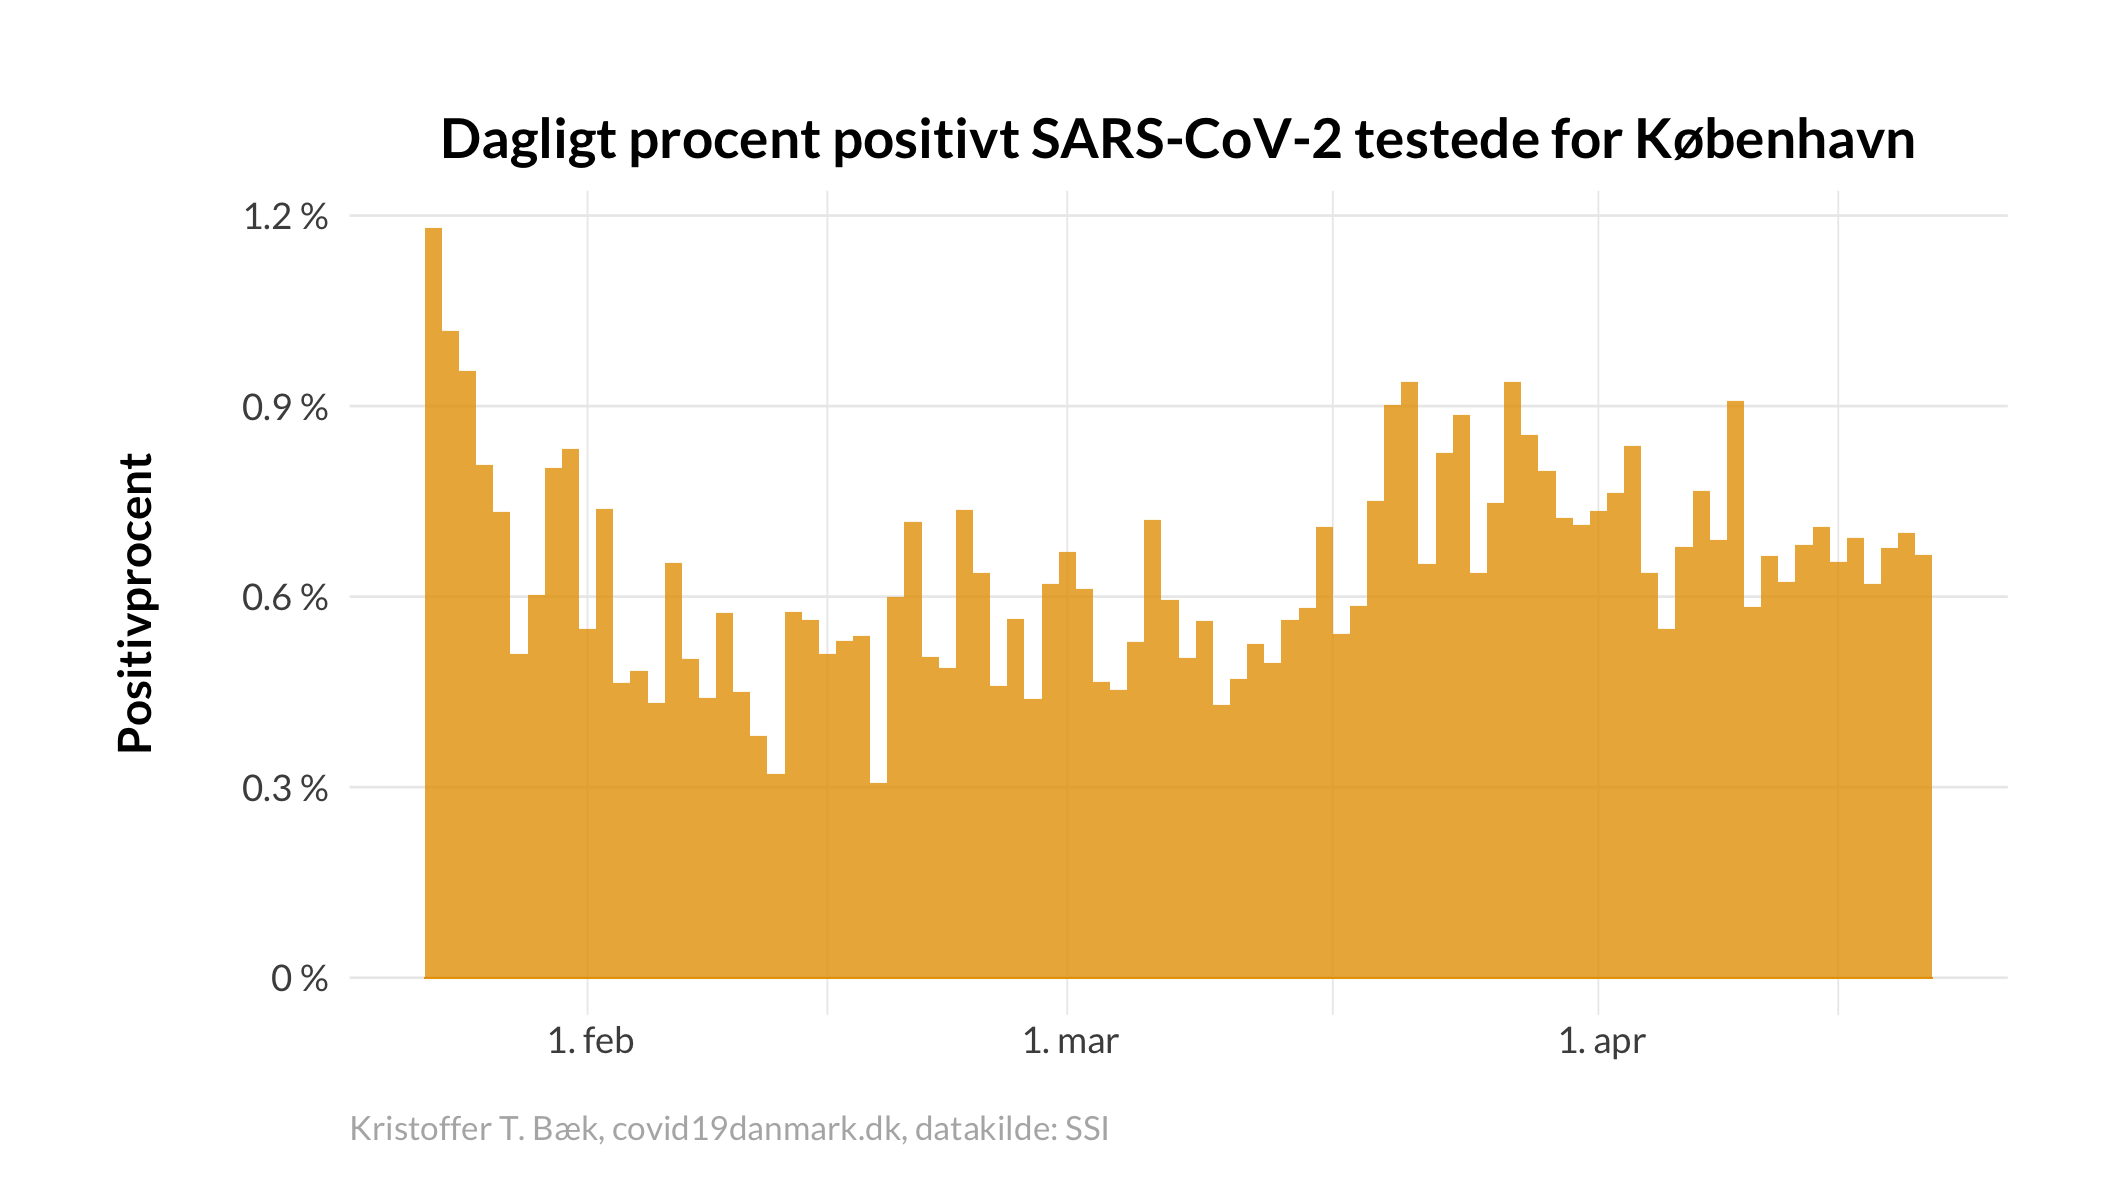 Dagligt procent positivt SARS-CoV-2 testede for København
Positivprocent
1.2 %
0.9 %
0.6 %
0.3 %
0 %
1. feb
1. mar
1. apr
Kristoffer T. Bæk, covid19danmark.dk, datakilde: SSI